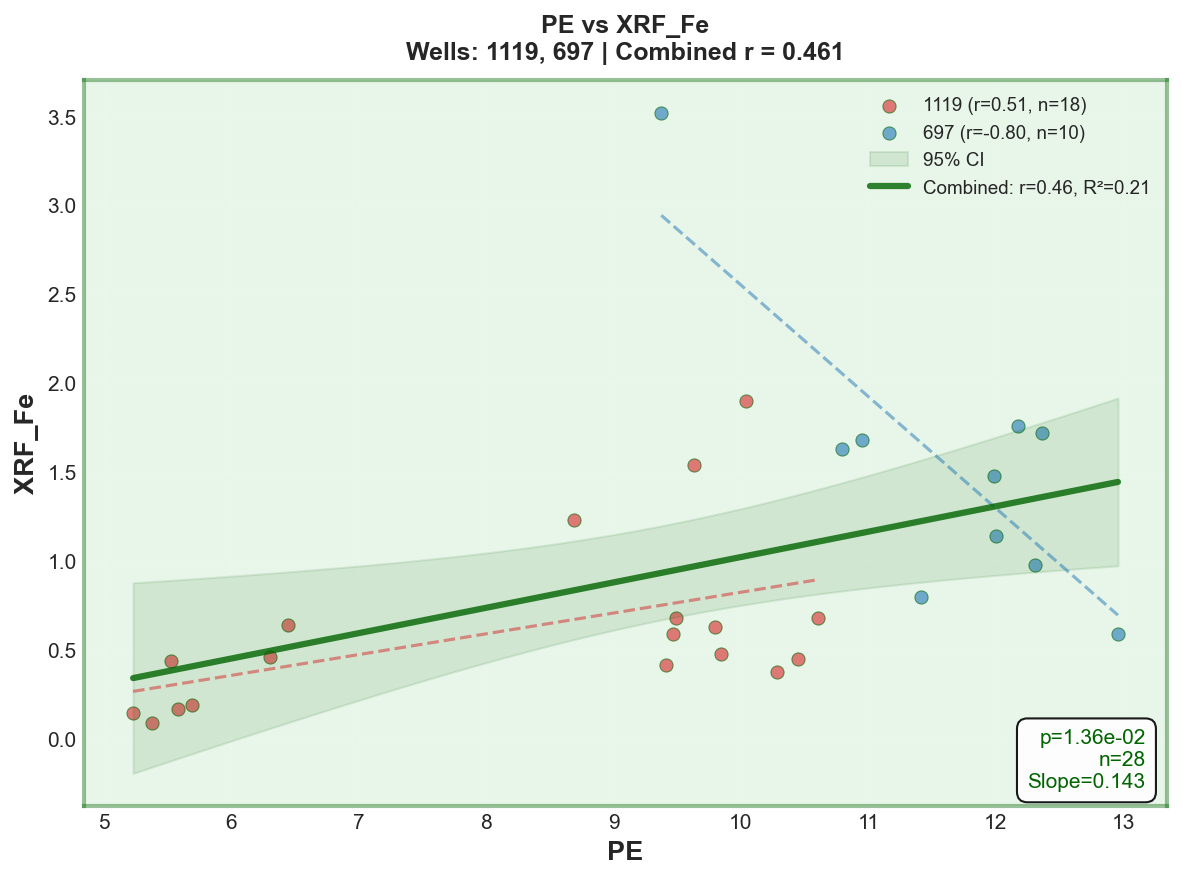 PE vs XRF_Fe
Wells: 1119, 697 | Combined r = 0.461
1119 (r=0.51, n=18)
697 (r=-0.80, n=10)
95% CI
Combined: r=0.46, R²=0.21
3.5
3.0
2.5
2.0
1.5
1.0
0.5
0.0
XRF_Fe
p=1.36e-02
n=28
Slope=0.143
5 6 7 8 9 10 11 12 13
PE